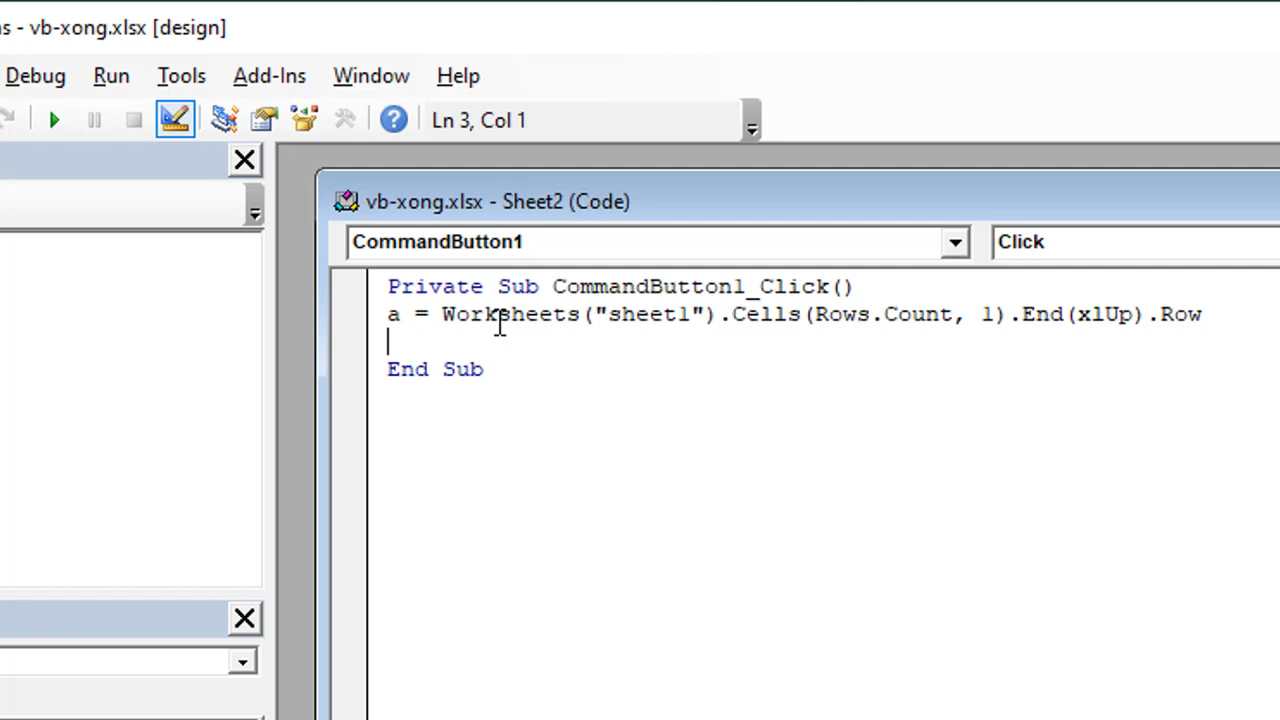 - vb-xong.xlsx [design]
Debug Run Tools Add-Ins Window Help
Ln 3, Col 1
vb-xong.xlsx - Sheet2 (Code)
CommandButton1 Click
Private Sub CommandButton1_Click()
a = Worksheets("sheet1").Cells(Rows.Count, 1).End(xlUp).Row
End Sub